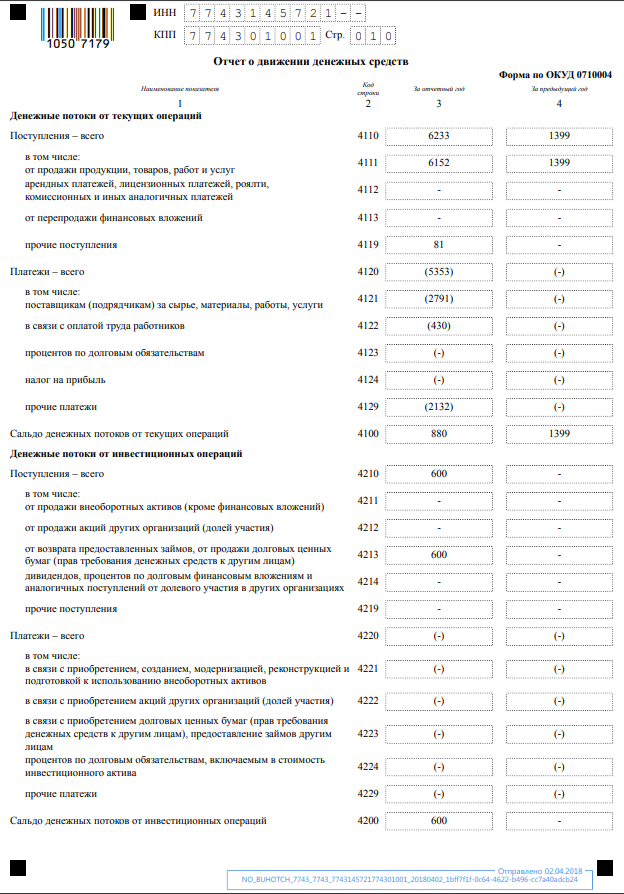 1050 7179
ИНН 7743145721--
КПП 774301001 Стр. 010
Отчет о движении денежных средств
Форма по ОКУД 0710004
Наименование показателя Код строки За отчетный год За предыдущий год
1 2 3 4
Денежные потоки от текущих операций
Поступления – всего 4110 6233 1399
в том числе:
от продажи продукции, товаров, работ и услуг 4111 6152 1399
арендных платежей, лицензионных платежей, роялти,
комиссионных и иных аналогичных платежей 4112 - -
от перепродажи финансовых вложений 4113 - -
прочие поступления 4119 81 -
Платежи – всего 4120 (5353) (-)
в том числе:
поставщикам (подрядчикам) за сырье, материалы, работы, услуги 4121 (2791) (-)
в связи с оплатой труда работников 4122 (430) (-)
процентов по долговым обязательствам 4123 (-) (-)
налог на прибыль 4124 (-) (-)
прочие платежи 4129 (2132) (-)
Сальдо денежных потоков от текущих операций 4100 880 1399
Денежные потоки от инвестиционных операций
Поступления – всего 4210 600 -
в том числе:
от продажи внеоборотных активов (кроме финансовых вложений) 4211 - -
от продажи акций других организаций (долей участия) 4212 - -
от возврата предоставленных займов, от продажи долговых ценных
бумаг (прав требования денежных средств к другим лицам) 4213 600 -
дивидендов, процентов по долговым финансовым вложениям и
аналогичных поступлений от долевого участия в других организациях 4214 - -
прочие поступления 4219 - -
Платежи – всего 4220 (-) (-)
в том числе:
в связи с приобретением, созданием, модернизацией, реконструкцией и
подготовкой к использованию внеоборотных активов 4221 (-) (-)
в связи с приобретением акций других организаций (долей участия) 4222 (-) (-)
в связи с приобретением долговых ценных бумаг (прав требования
денежных средств к другим лицам), предоставление займов другим
лицам 4223 (-) (-)
процентов по долговым обязательствам, включаемым в стоимость
инвестиционного актива 4224 (-) (-)
прочие платежи 4229 (-) (-)
Сальдо денежных потоков от инвестиционных операций 4200 600 -
Отправлено 02.04.2018
NO_BUHOTCH_7743_7743_7743145721774301001_20180402_1bff7f1f-0c64-4622-b496-cc7a40adcb24